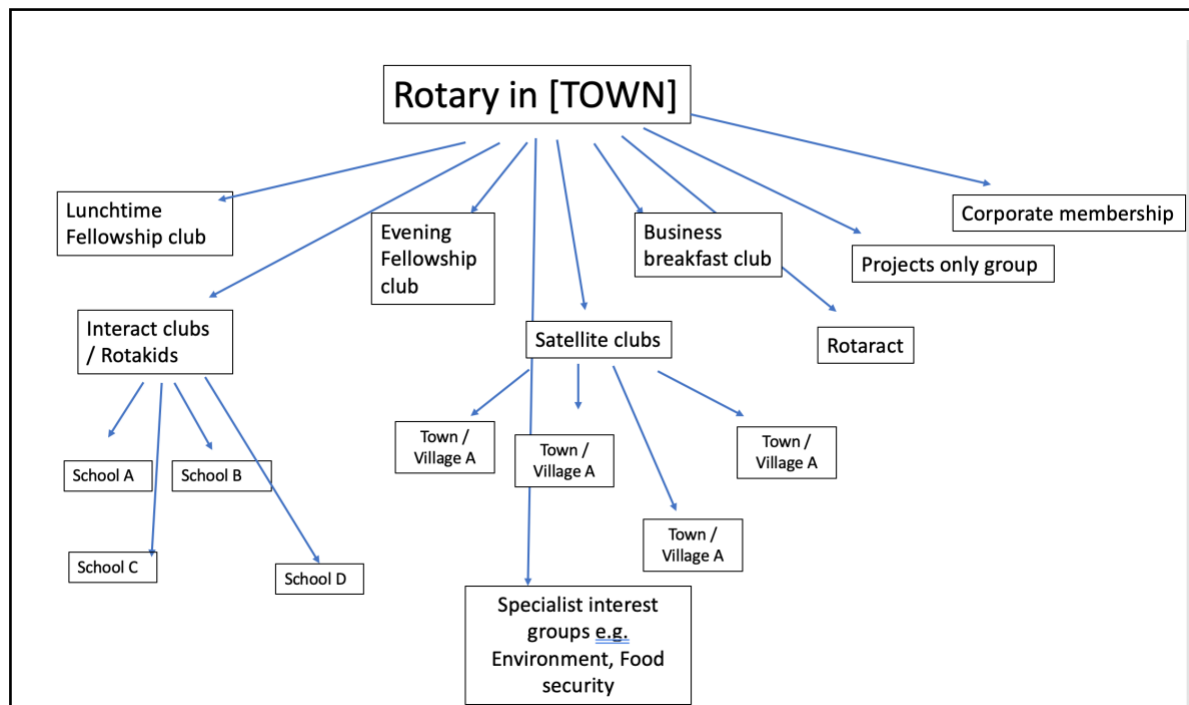 Rotary in [TOWN]
Lunchtime
Fellowship club
Evening
Fellowship
club
Business
breakfast club
Corporate membership
Projects only group
Interact clubs
/ Rotakids
Satellite clubs
Rotaract
School A
School B
School C
School D
Town /
Village A
Town /
Village A
Town /
Village A
Town /
Village A
Specialist interest
groups e.g.
Environment, Food
security